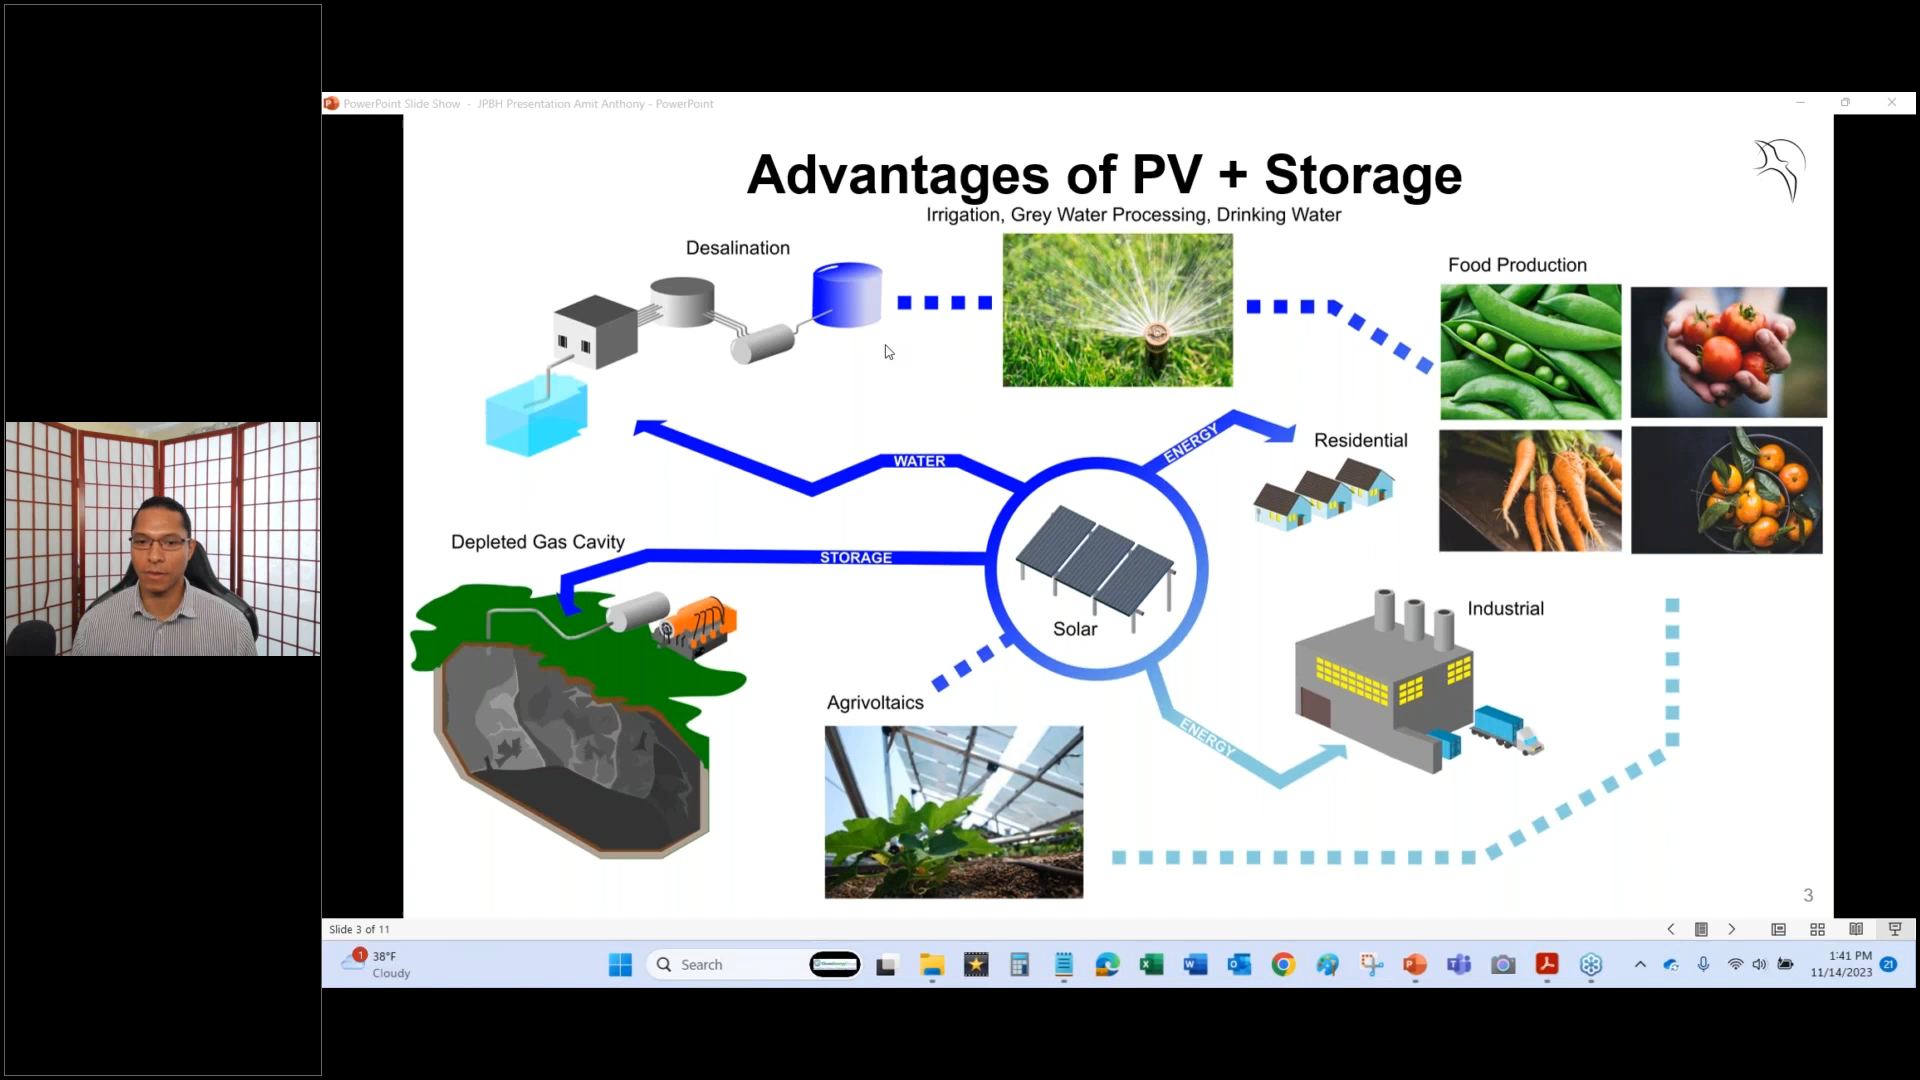 PowerPoint Slide Show - JPBH Presentation Amit Anthony - PowerPoint
Advantages of PV + Storage
Irrigation, Grey Water Processing, Drinking Water
Desalination
Food Production
WATER
ENERGY
Residential
Depleted Gas Cavity
STORAGE
Solar
Industrial
Agrivoltaics
ENERGY
3
Slide 3 of 11
1
38°F
Cloudy
Search
1:41 PM
11/14/2023
21